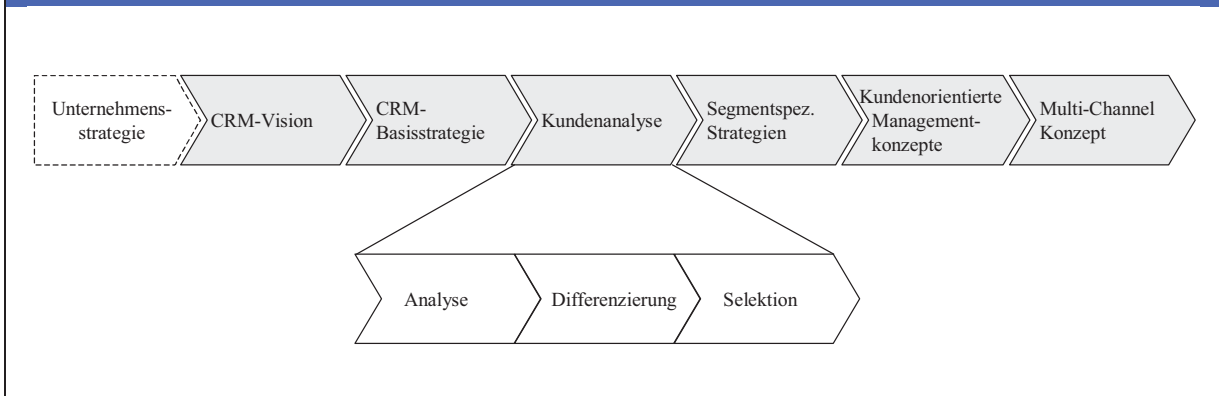 Unternehmens-
strategie
CRM-Vision
CRM-
Basisstrategie
Kundenanalyse
Segmentspez.
Strategien
Kundenorientierte
Management-
konzepte
Multi-Channel
Konzept
Analyse
Differenzierung
Selektion